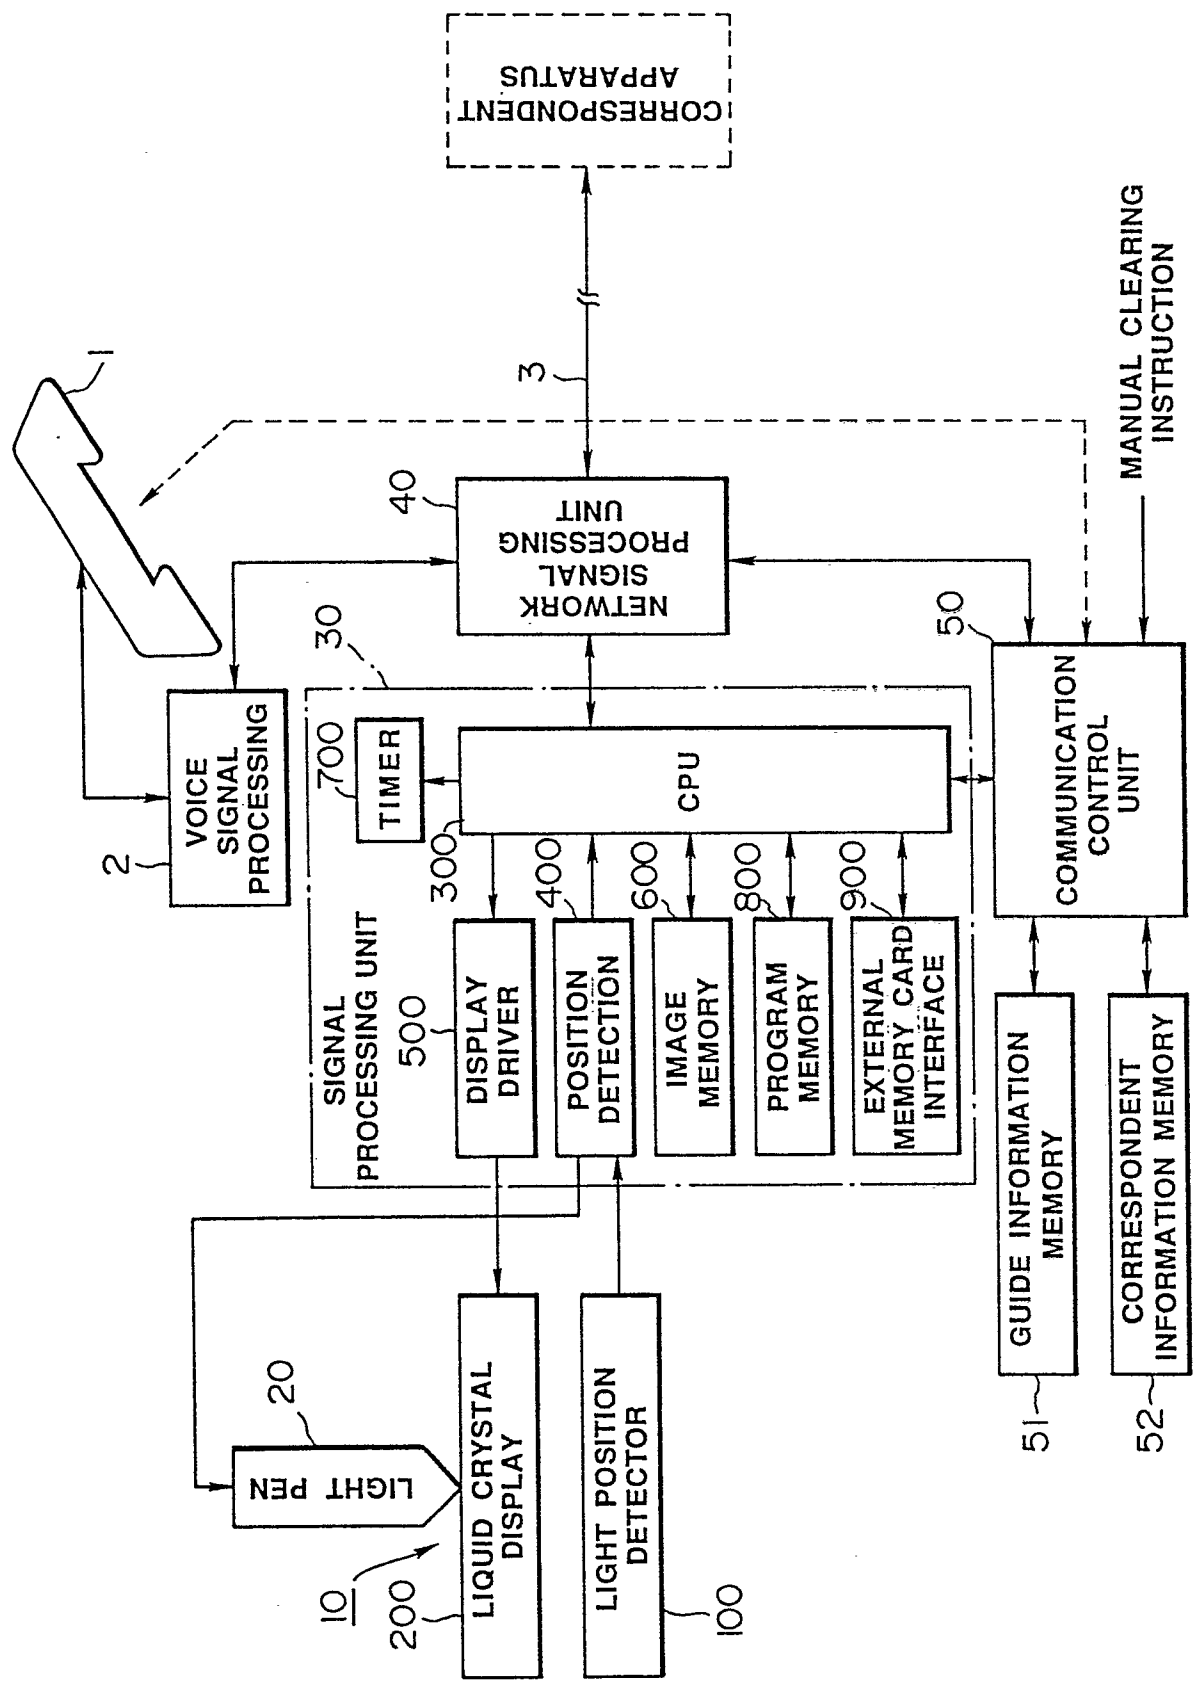 10
200
LIQUID CRYSTAL
DISPLAY
LIGHT PEN
20
LIGHT POSITION
DETECTOR
100
SIGNAL
PROCESSING UNIT
30
500
DISPLAY
DRIVER
400
POSITION
DETECTION
600
IMAGE
MEMORY
800
PROGRAM
MEMORY
900
EXTERNAL
MEMORY CARD
INTERFACE
300
CPU
700
TIMER
2
VOICE
SIGNAL
PROCESSING
1
40
NETWORK
SIGNAL
PROCESSING
UNIT
3
CORRESPONDENT
APPARATUS
50
COMMUNICATION
CONTROL
UNIT
MANUAL CLEARING
INSTRUCTION
51
GUIDE INFORMATION
MEMORY
52
CORRESPONDENT
INFORMATION MEMORY